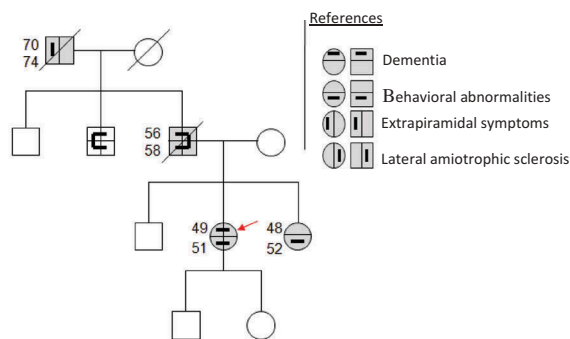 References
70
74
Dementia
Behavioral abnormalities
56
58
Extrapiramidal symptoms
Lateral amiotrophic sclerosis
49
51
48
52